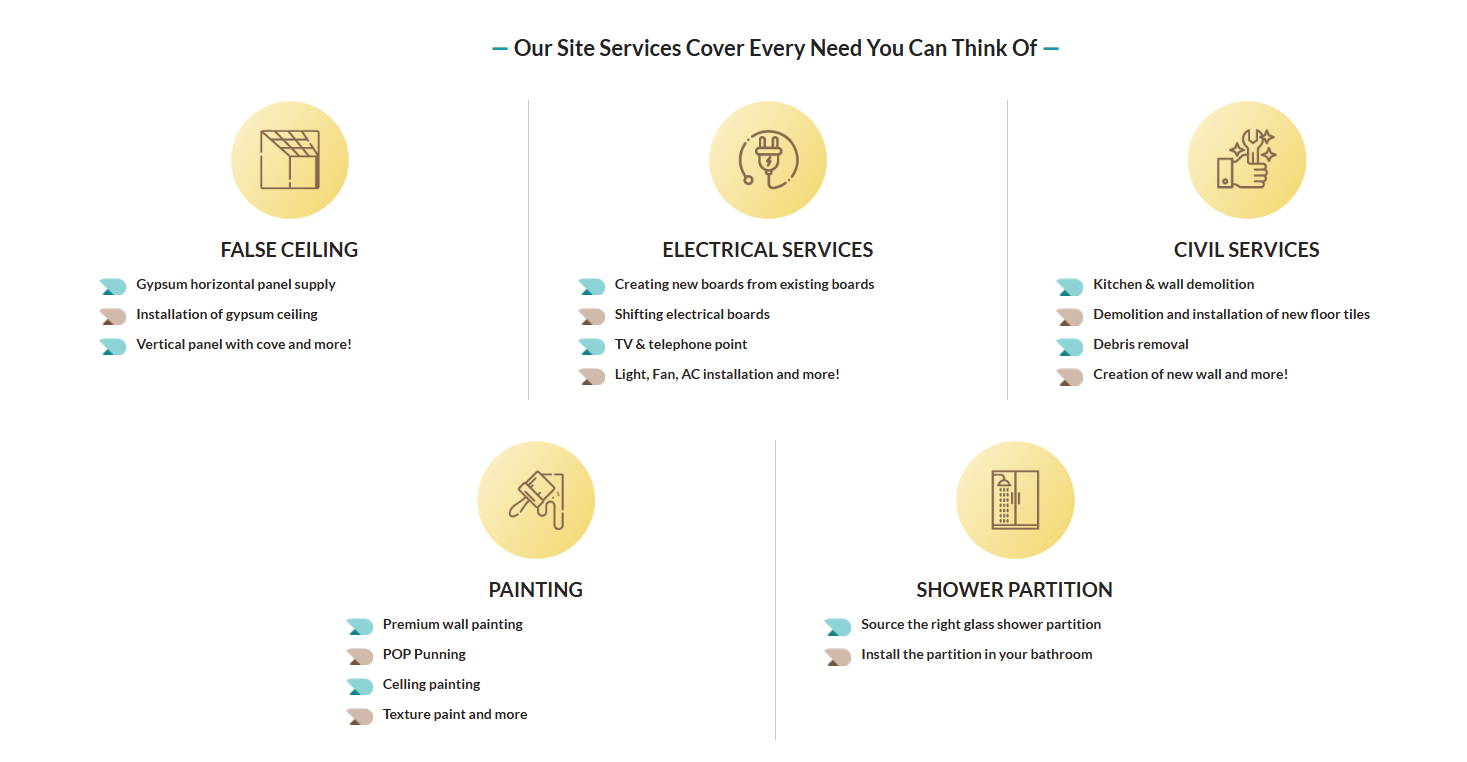 — Our Site Services Cover Every Need You Can Think Of —
FALSE CEILING
Gypsum horizontal panel supply
Installation of gypsum ceiling
Vertical panel with cove and more!
ELECTRICAL SERVICES
Creating new boards from existing boards
Shifting electrical boards
TV & telephone point
Light, Fan, AC installation and more!
CIVIL SERVICES
Kitchen & wall demolition
Demolition and installation of new floor tiles
Debris removal
Creation of new wall and more!
PAINTING
Premium wall painting
POP Punning
Celling painting
Texture paint and more
SHOWER PARTITION
Source the right glass shower partition
Install the partition in your bathroom